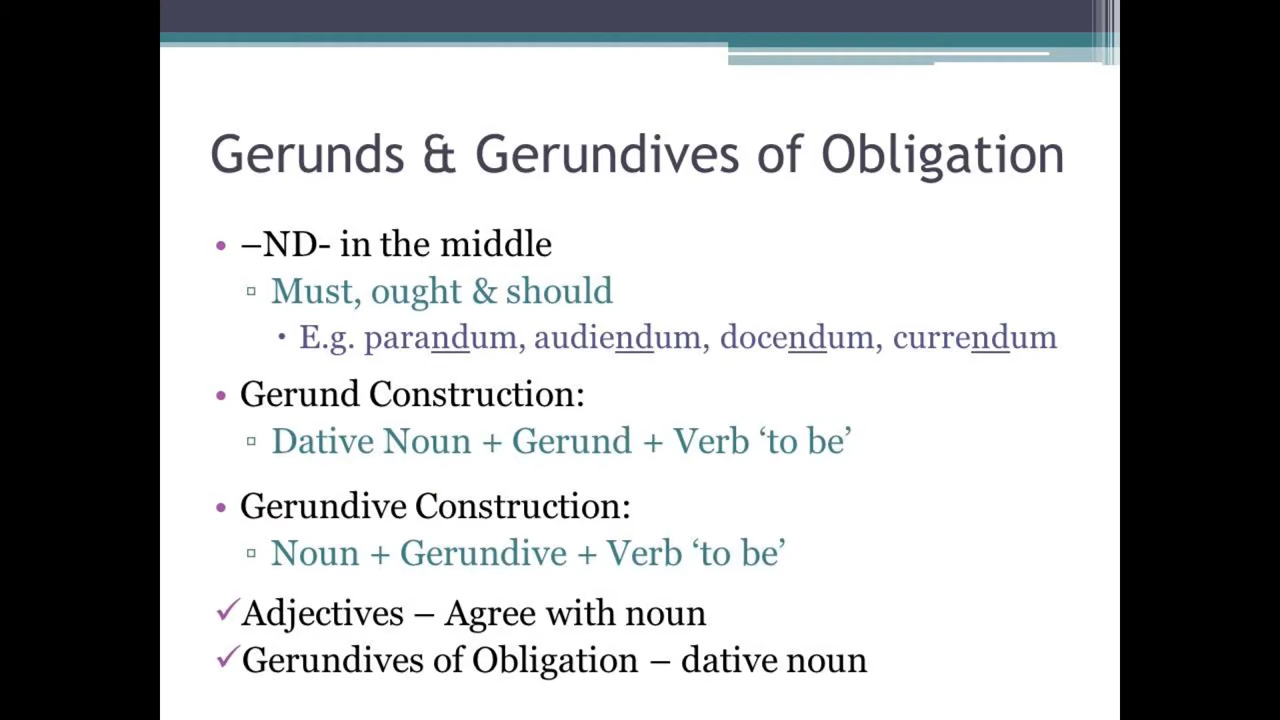 Gerunds & Gerundives of Obligation
• –ND- in the middle
▫ Must, ought & should
▪ E.g. parandum, audiendum, docendum, currendum
• Gerund Construction:
▫ Dative Noun + Gerund + Verb ‘to be’
• Gerundive Construction:
▫ Noun + Gerundive + Verb ‘to be’
✓Adjectives – Agree with noun
✓Gerundives of Obligation – dative noun